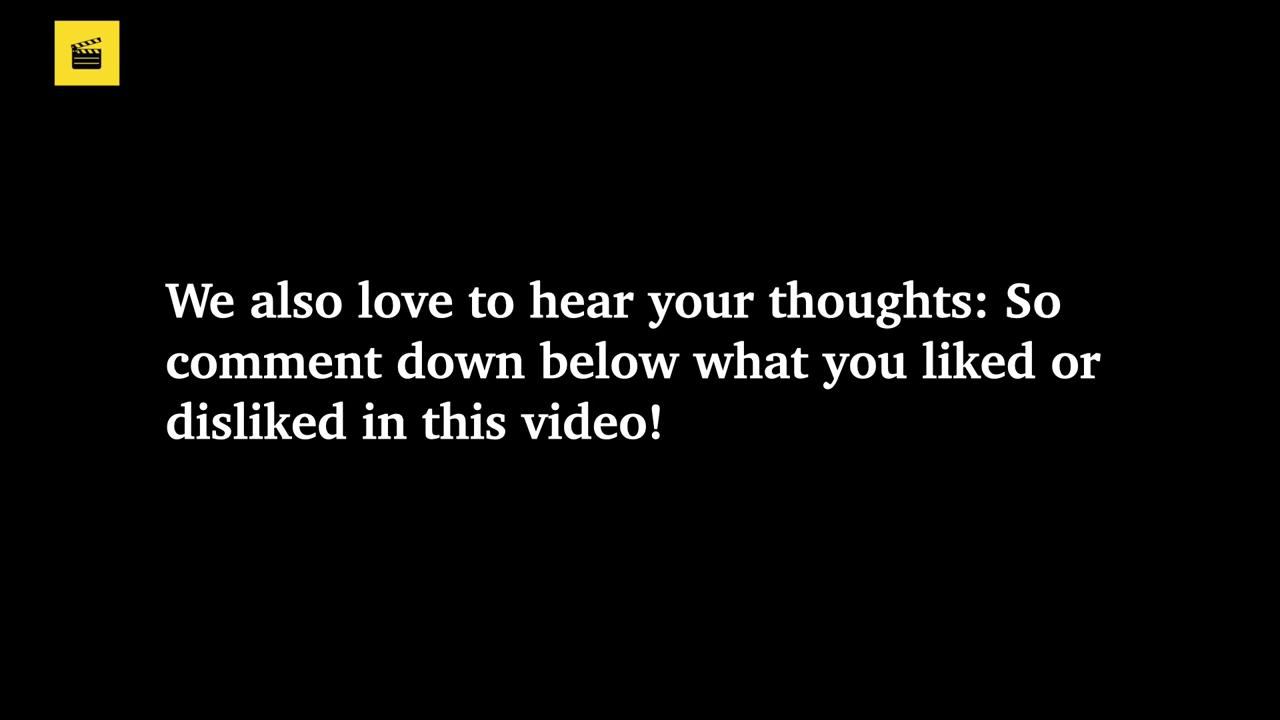 We also love to hear your thoughts: So
comment down below what you liked or
disliked in this video!